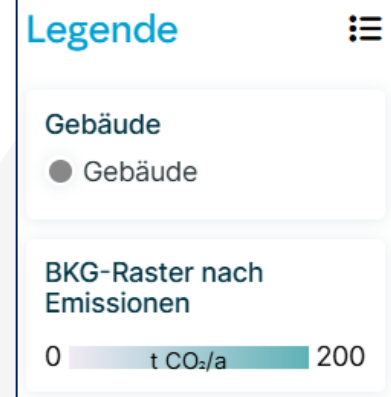 Legende
Gebäude
Gebäude
BKG-Raster nach
Emissionen
0 t CO₂/a 200